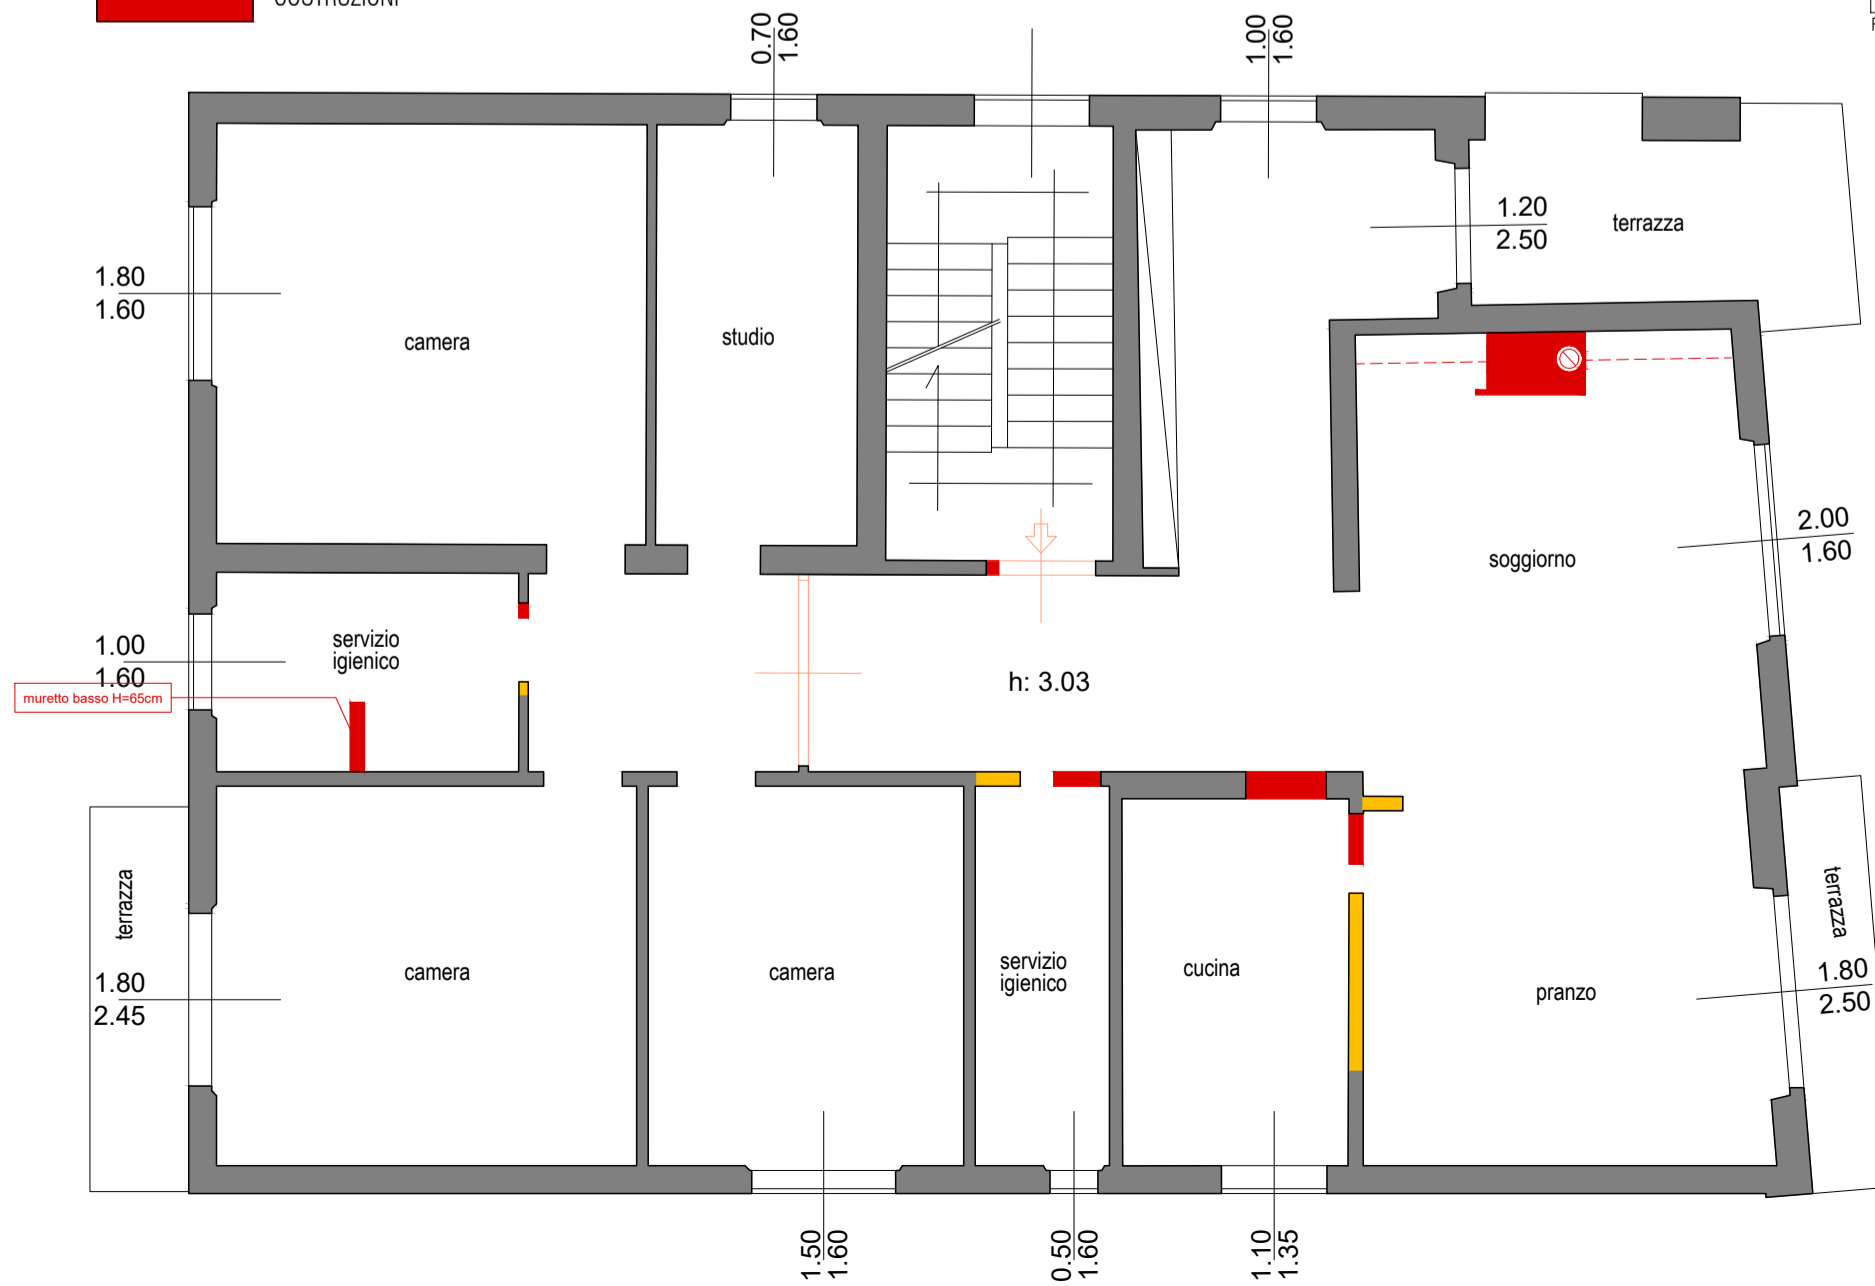 COSTRUZIONI
0.70
1.60
1.00
1.60
1.20
2.50
terrazza
1.80
1.60
camera
studio
2.00
1.60
soggiorno
1.00
1.60
servizio
igienico
muretto basso H=65cm
h: 3.03
terrazza
1.80
2.45
camera
camera
servizio
igienico
cucina
pranzo
terrazza
1.80
2.50
1.50
1.60
0.50
1.60
1.10
1.35